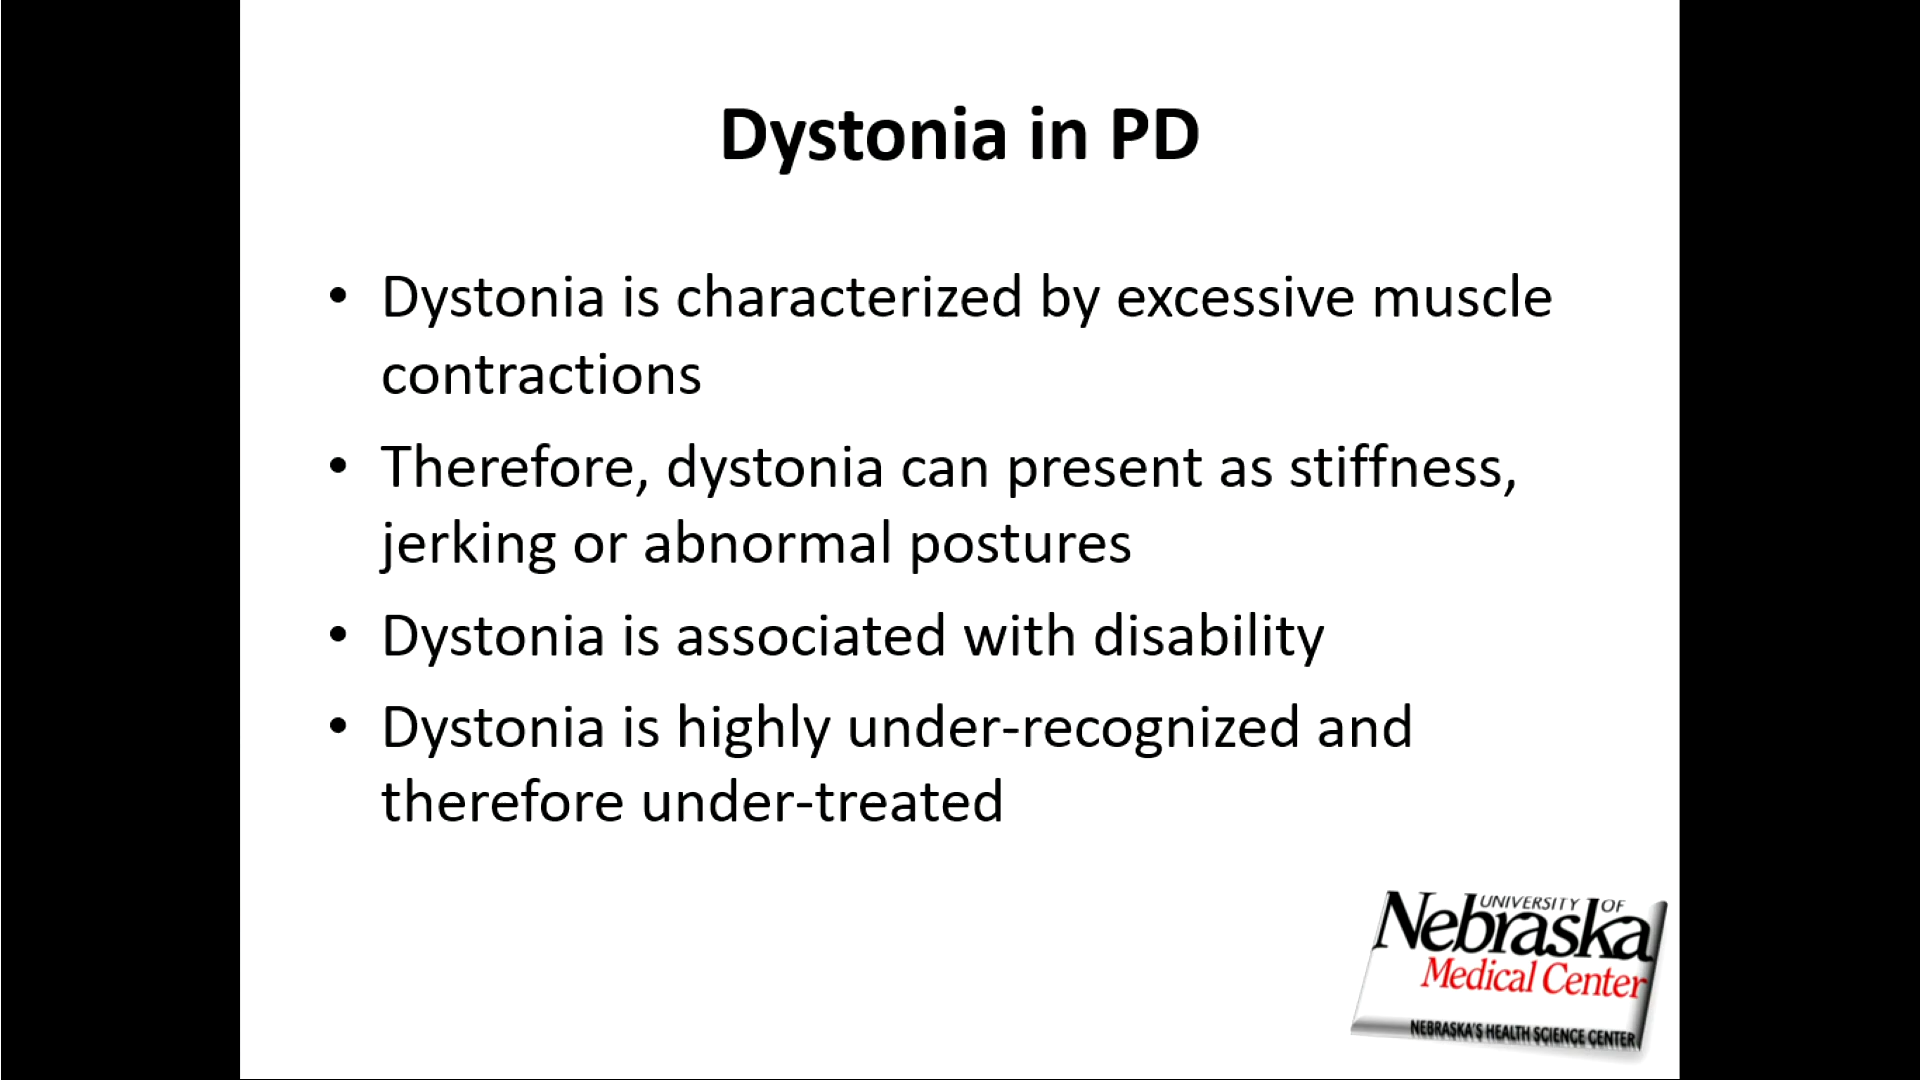 Dystonia in PD
• Dystonia is characterized by excessive muscle
contractions
• Therefore, dystonia can present as stiffness,
jerking or abnormal postures
• Dystonia is associated with disability
• Dystonia is highly under-recognized and
therefore under-treated
UNIVERSITY OF
Nebraska
Medical Center
NEBRASKA'S HEALTH SCIENCE CENTER